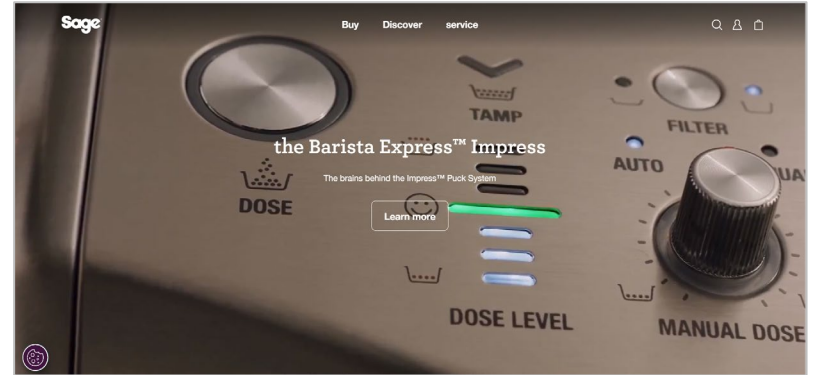 Sage
Buy Discover service
TAMP
FILTER
the Barista Express™ Impress
AUTO
The brains behind the Impress™ Puck System
DOSE
Learn more
DOSE LEVEL
MANUAL DOSE